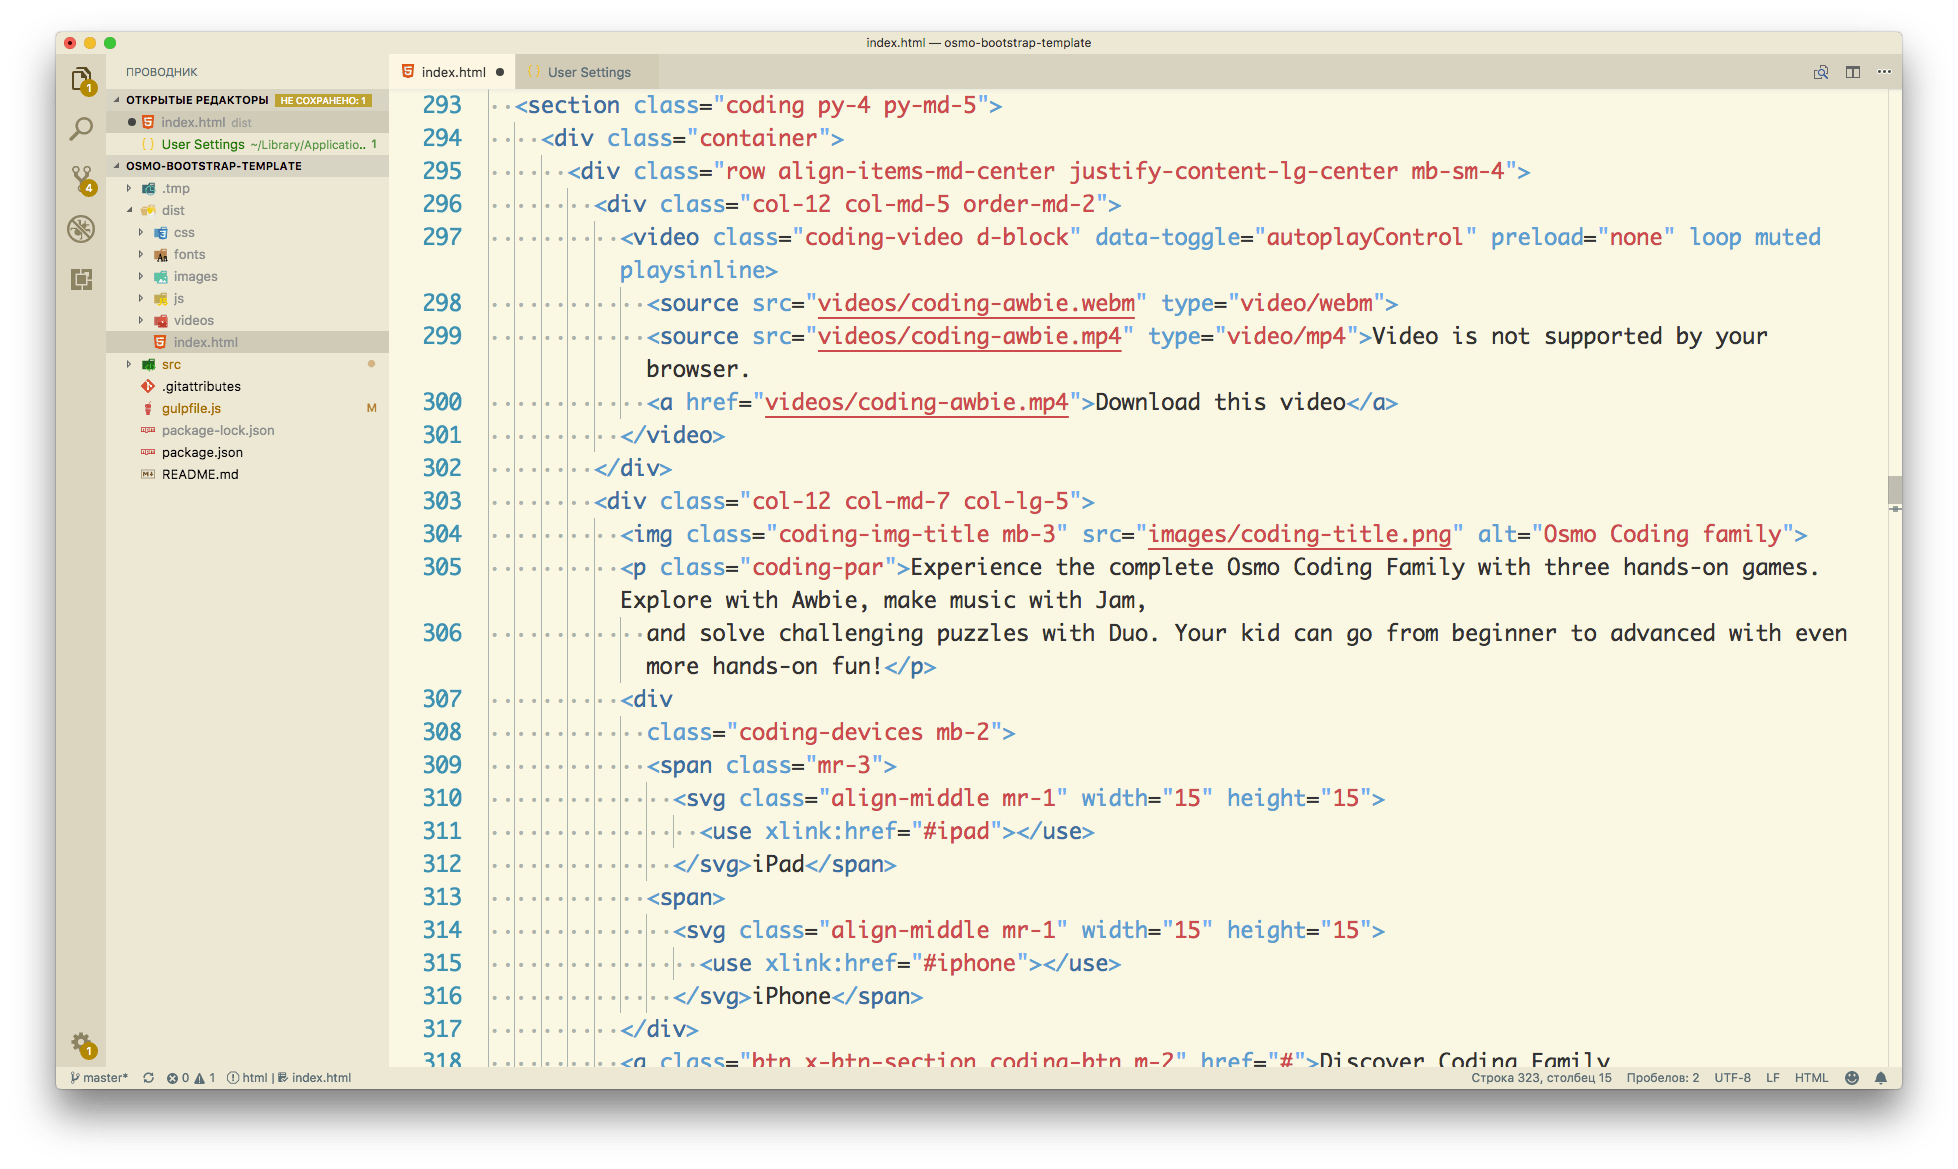 index.html — osmo-bootstrap-template
ПРОВОДНИК
ОТКРЫТЫЕ РЕДАКТОРЫ НЕ СОХРАНЕНО: 1
index.html dist
User Settings ~/Library/Applicatio... 1
OSMO-BOOTSTRAP-TEMPLATE
.tmp
dist
css
fonts
images
js
videos
index.html
src
.gitattributes
gulpfile.js M
package-lock.json
package.json
README.md
1
4
1
index.html
User Settings
293 <section class="coding py-4 py-md-5">
294 <div class="container">
295 <div class="row align-items-md-center justify-content-lg-center mb-sm-4">
296 <div class="col-12 col-md-5 order-md-2">
297 <video class="coding-video d-block" data-toggle="autoplayControl" preload="none" loop muted
playsinline>
298 <source src="videos/coding-awbie.webm" type="video/webm">
299 <source src="videos/coding-awbie.mp4" type="video/mp4">Video is not supported by your
browser.
300 <a href="videos/coding-awbie.mp4">Download this video</a>
301 </video>
302 </div>
303 <div class="col-12 col-md-7 col-lg-5">
304 <img class="coding-img-title mb-3" src="images/coding-title.png" alt="Osmo Coding family">
305 <p class="coding-par">Experience the complete Osmo Coding Family with three hands-on games.
Explore with Awbie, make music with Jam,
306 and solve challenging puzzles with Duo. Your kid can go from beginner to advanced with even
more hands-on fun!</p>
307 <div
308 class="coding-devices mb-2">
309 <span class="mr-3">
310 <svg class="align-middle mr-1" width="15" height="15">
311 <use xlink:href="#ipad"></use>
312 </svg>iPad</span>
313 <span>
314 <svg class="align-middle mr-1" width="15" height="15">
315 <use xlink:href="#iphone"></use>
316 </svg>iPhone</span>
317 </div>
318 <a class="btn x-btn-section coding-btn m-2" href="#">Discover Coding Family
master* 0 1 html | index.html
Строка 323, столбец 15 Пробелов: 2 UTF-8 LF HTML